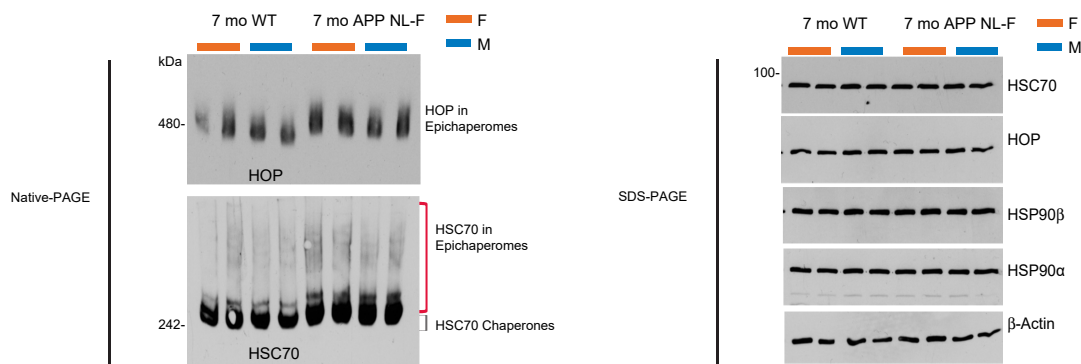 7 mo WT 7 mo APP NL-F F
M
kDa
480-
HOP in
Epichaperomes
HOP
Native-PAGE
HSC70 in
Epichaperomes
242-
HSC70 Chaperones
HSC70
7 mo WT 7 mo APP NL-F F
M
100-
HSC70
HOP
SDS-PAGE
HSP90β
HSP90α
β-Actin